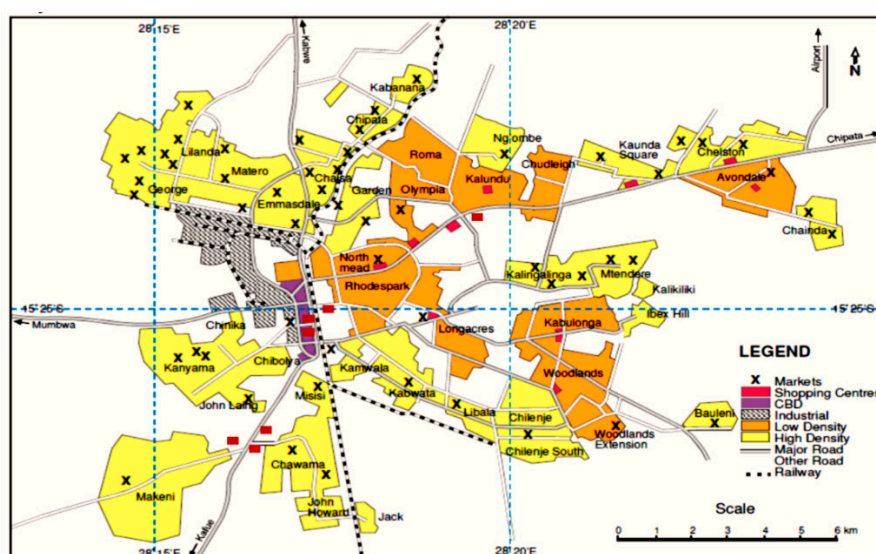 28 15'E
28 20'E
Kabwe
Airport
N
Kabanana
Chipata
Ng'ombe
Kaunda
Square
Chelston
Chipata
Lilanda
Roma
Chudleigh
Matero
Chaisa
Garden
Kalundu
Avondale
George
Emmasdale
Olympia
Chainda
North
mead
Kalingalinga
Mtendere
Rhodespark
Kalikiliki
15'25 S
15'25 S
Mumbwa
Chinika
Longacres
Kabulonga
Ibex Hill
Kanyama
Chibolya
Kamwala
Woodlands
John Laing
Misisi
Kabwata
Libala
Chilenje
Bauleni
Woodlands
Extension
Chilenje South
Makeni
Chawama
John
Howard
Jack
Kafue
28 15'E
28 20'E
LEGEND
X Markets
Shopping Centres
CBD
Industrial
Low Density
High Density
Major Road
Other Road
Railway
Scale
0 1 2 3 4 5 6 km